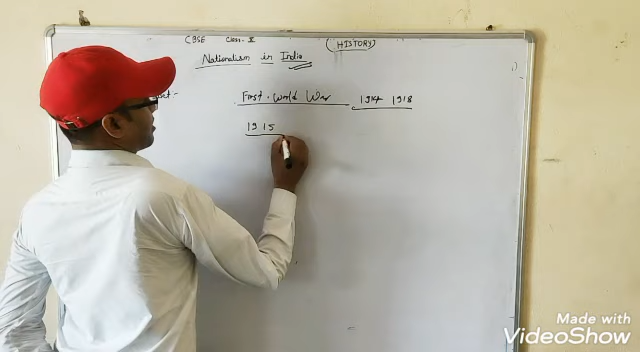 CBSE Class-X (HISTORY)
Nationalism in India
First World War 1914 1918
1915
Made with
VideoShow